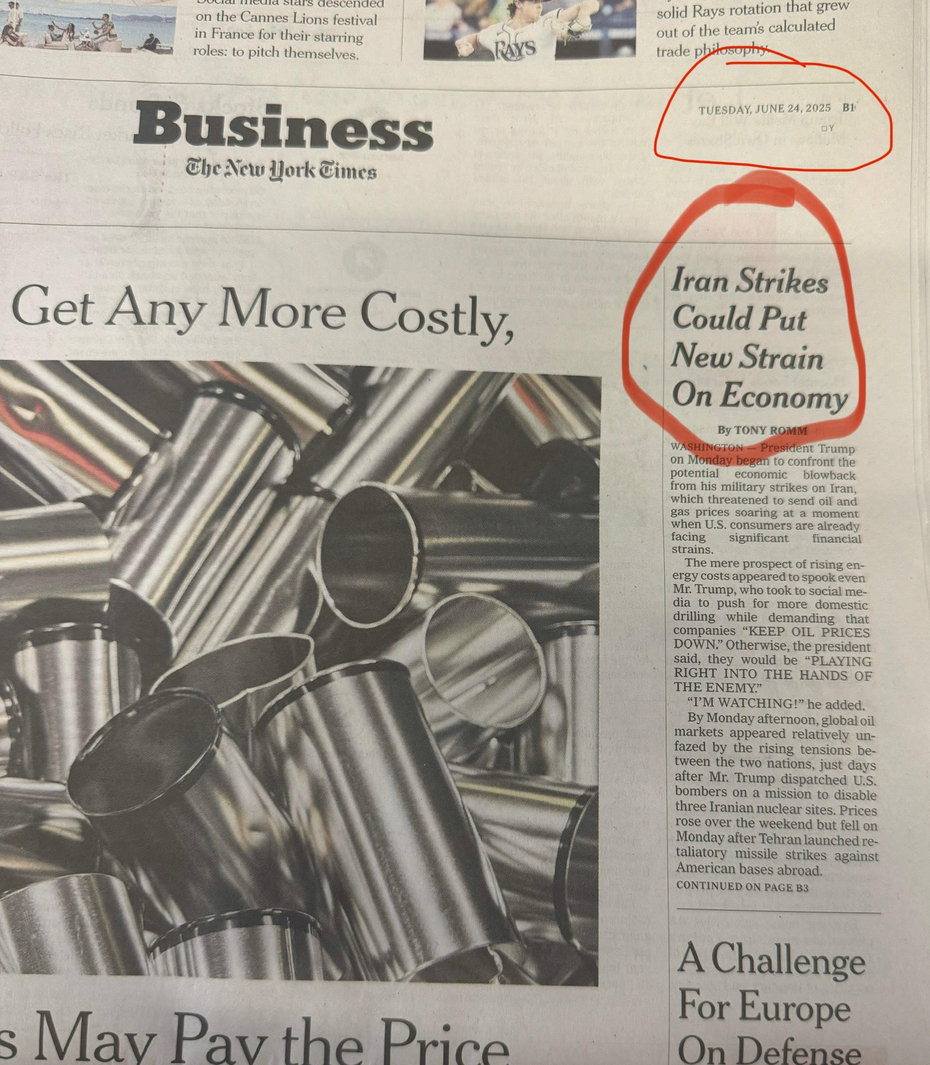 Social media stars descended
on the Cannes Lions festival
in France for their starring
roles: to pitch themselves.
RAYS
solid Rays rotation that grew
out of the team's calculated
trade philosophy.
Business
The New York Times
TUESDAY, JUNE 24, 2025 B1
Get Any More Costly,
s May Pay the Price
Iran Strikes
Could Put
New Strain
On Economy
By TONY ROMM
WASHINGTON — President Trump
on Monday began to confront the
potential economic blowback
from his military strikes on Iran,
which threatened to send oil and
gas prices soaring at a moment
when U.S. consumers are already
facing significant financial
strains.
The mere prospect of rising en-
ergy costs appeared to spook even
Mr. Trump, who took to social me-
dia to push for more domestic
drilling while demanding that
companies “KEEP OIL PRICES
DOWN.” Otherwise, the president
said, they would be “PLAYING
RIGHT INTO THE HANDS OF
THE ENEMY.”
“I’M WATCHING!” he added.
By Monday afternoon, global oil
markets appeared relatively un-
fazed by the rising tensions be-
tween the two nations, just days
after Mr. Trump dispatched U.S.
bombers on a mission to disable
three Iranian nuclear sites. Prices
rose over the weekend but fell on
Monday after Tehran launched re-
taliatory missile strikes against
American bases abroad.
CONTINUED ON PAGE B3
A Challenge
For Europe
On Defense